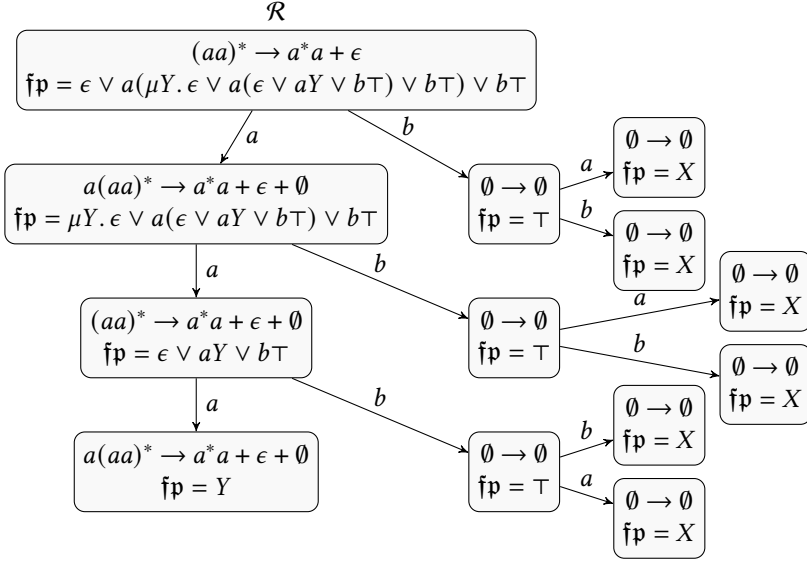 ℛ
(aa)* → a*a + ϵ
𝔣𝔭 = ϵ ∨ a(μY. ϵ ∨ a(ϵ ∨ aY ∨ b⊤) ∨ b⊤) ∨ b⊤
a
b
∅ → ∅
𝔣𝔭 = X
a(aa)* → a*a + ϵ + ∅
𝔣𝔭 = μY. ϵ ∨ a(ϵ ∨ aY ∨ b⊤) ∨ b⊤
∅ → ∅
𝔣𝔭 = ⊤
a
b
∅ → ∅
𝔣𝔭 = X
a
b
∅ → ∅
𝔣𝔭 = X
(aa)* → a*a + ϵ + ∅
𝔣𝔭 = ϵ ∨ aY ∨ b⊤
∅ → ∅
𝔣𝔭 = ⊤
a
b
∅ → ∅
𝔣𝔭 = X
a
b
∅ → ∅
𝔣𝔭 = X
a(aa)* → a*a + ϵ + ∅
𝔣𝔭 = Y
∅ → ∅
𝔣𝔭 = ⊤
b
a
∅ → ∅
𝔣𝔭 = X